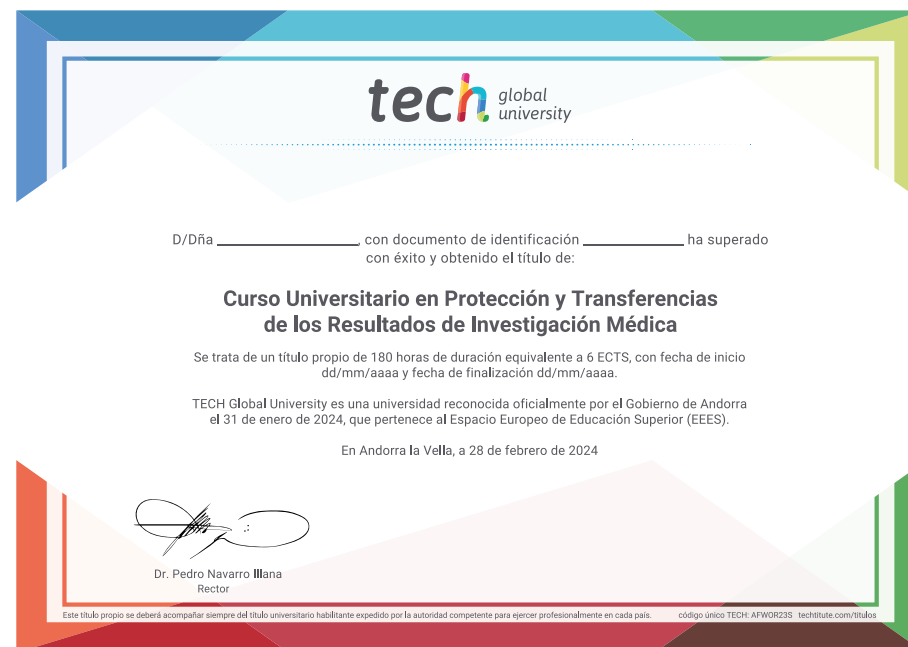 tech global university
D/Dña ____________________, con documento de identificación ______________ ha superado
con éxito y obtenido el título de:
Curso Universitario en Protección y Transferencias
de los Resultados de Investigación Médica
Se trata de un título propio de 180 horas de duración equivalente a 6 ECTS, con fecha de inicio
dd/mm/aaaa y fecha de finalización dd/mm/aaaa.
TECH Global University es una universidad reconocida oficialmente por el Gobierno de Andorra
el 31 de enero de 2024, que pertenece al Espacio Europeo de Educación Superior (EEES).
En Andorra la Vella, a 28 de febrero de 2024
Dr. Pedro Navarro Illana
Rector
Este título propio se deberá acompañar siempre del título universitario habilitante expedido por la autoridad competente para ejercer profesionalmente en cada país. código único TECH: AFWOR23S techtitute.com/titulos